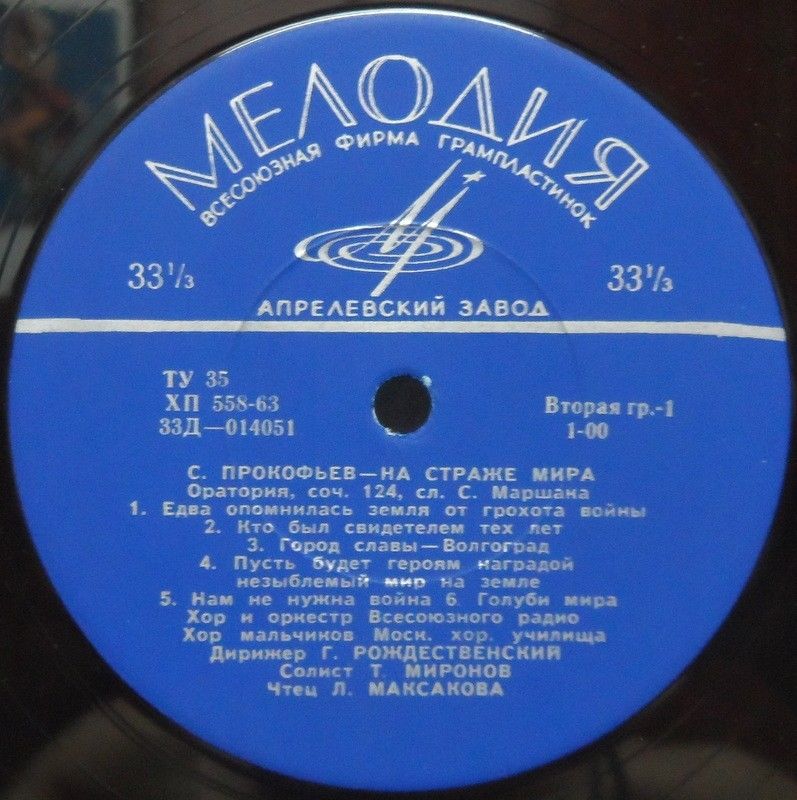 МЕЛОДИЯ
ВСЕСОЮЗНАЯ ФИРМА ГРАМПЛАСТИНОК
33⅓ 33⅓
АПРЕЛЕВСКИЙ ЗАВОД
ТУ 35
ХП 558-63 Вторая гр.-1
33Д—014051 1-00
С. ПРОКОФЬЕВ—НА СТРАЖЕ МИРА
Оратория, соч. 124, сл. С. Маршака
1. Едва опомнилась земля от грохота войны
2. Кто был свидетелем тех лет
3. Город славы—Волгоград
4. Пусть будет героям наградой
незыблемый мир на земле
5. Нам не нужна война 6. Голуби мира
Хор и оркестр Всесоюзного радио
Хор мальчиков Моск. хор. училища
Дирижер Г. РОЖДЕСТВЕНСКИЙ
Солист Т. МИРОНОВ
Чтец Л. МАКСАКОВА